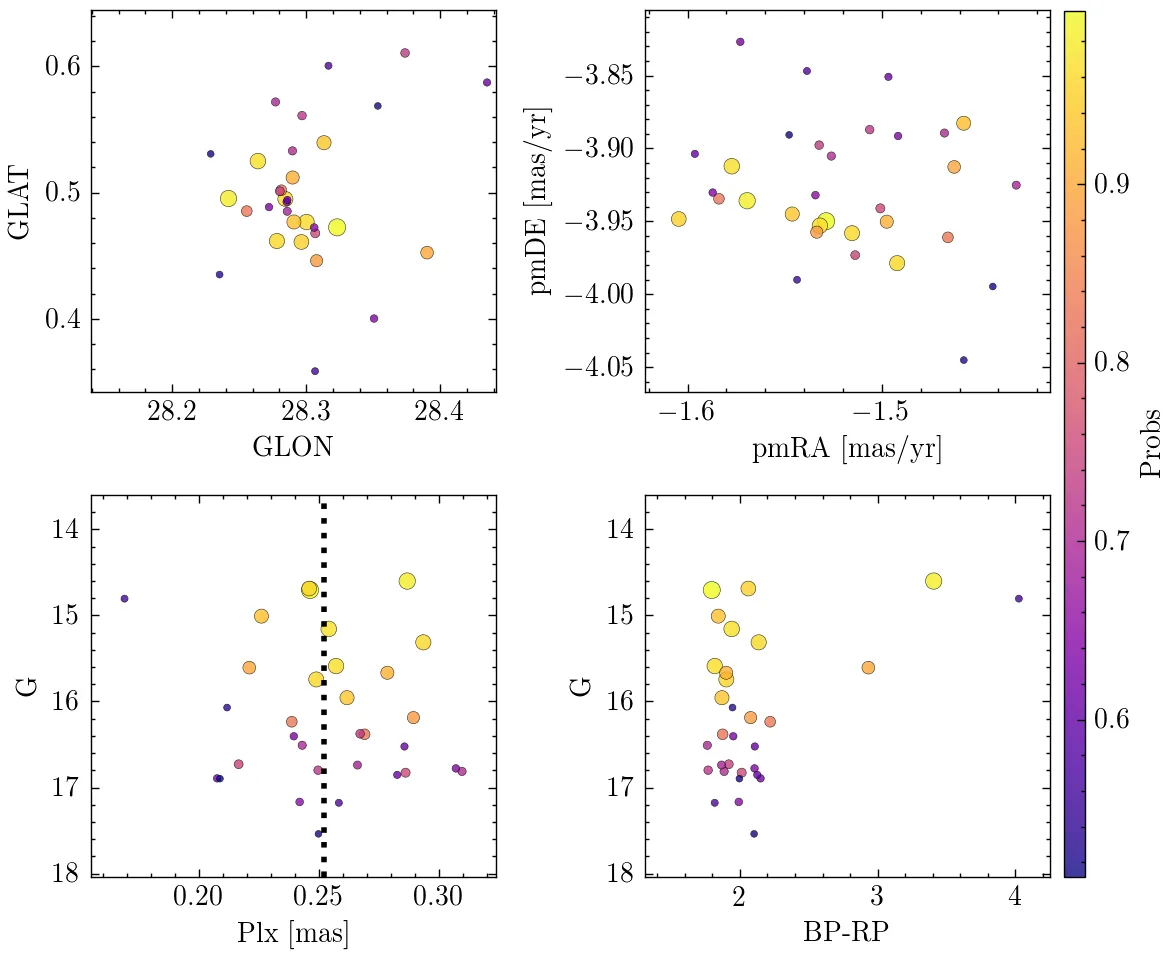 0.6
0.5
0.4
GLAT
28.2 28.3 28.4
GLON
−3.85
−3.90
−3.95
−4.00
−4.05
pmDE [mas/yr]
−1.6 −1.5
pmRA [mas/yr]
14
15
16
17
18
G
0.20 0.25 0.30
Plx [mas]
14
15
16
17
18
G
2 3 4
BP-RP
0.9
0.8
0.7
0.6
Probs